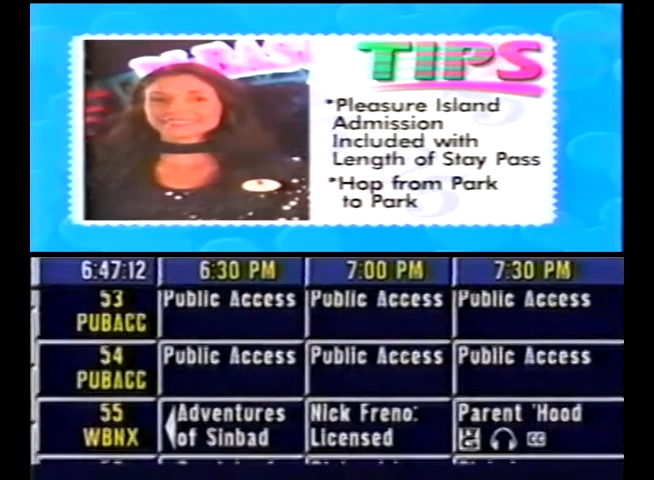 TIPS
*Pleasure Island
Admission
Included with
Length of Stay Pass
*Hop from Park
to Park
6:47:12 6:30 PM 7:00 PM 7:30 PM
53 PUBACC Public Access Public Access Public Access
54 PUBACC Public Access Public Access Public Access
55 Adventures Nick Freno: Parent 'Hood
WBNX of Sinbad Licensed CC